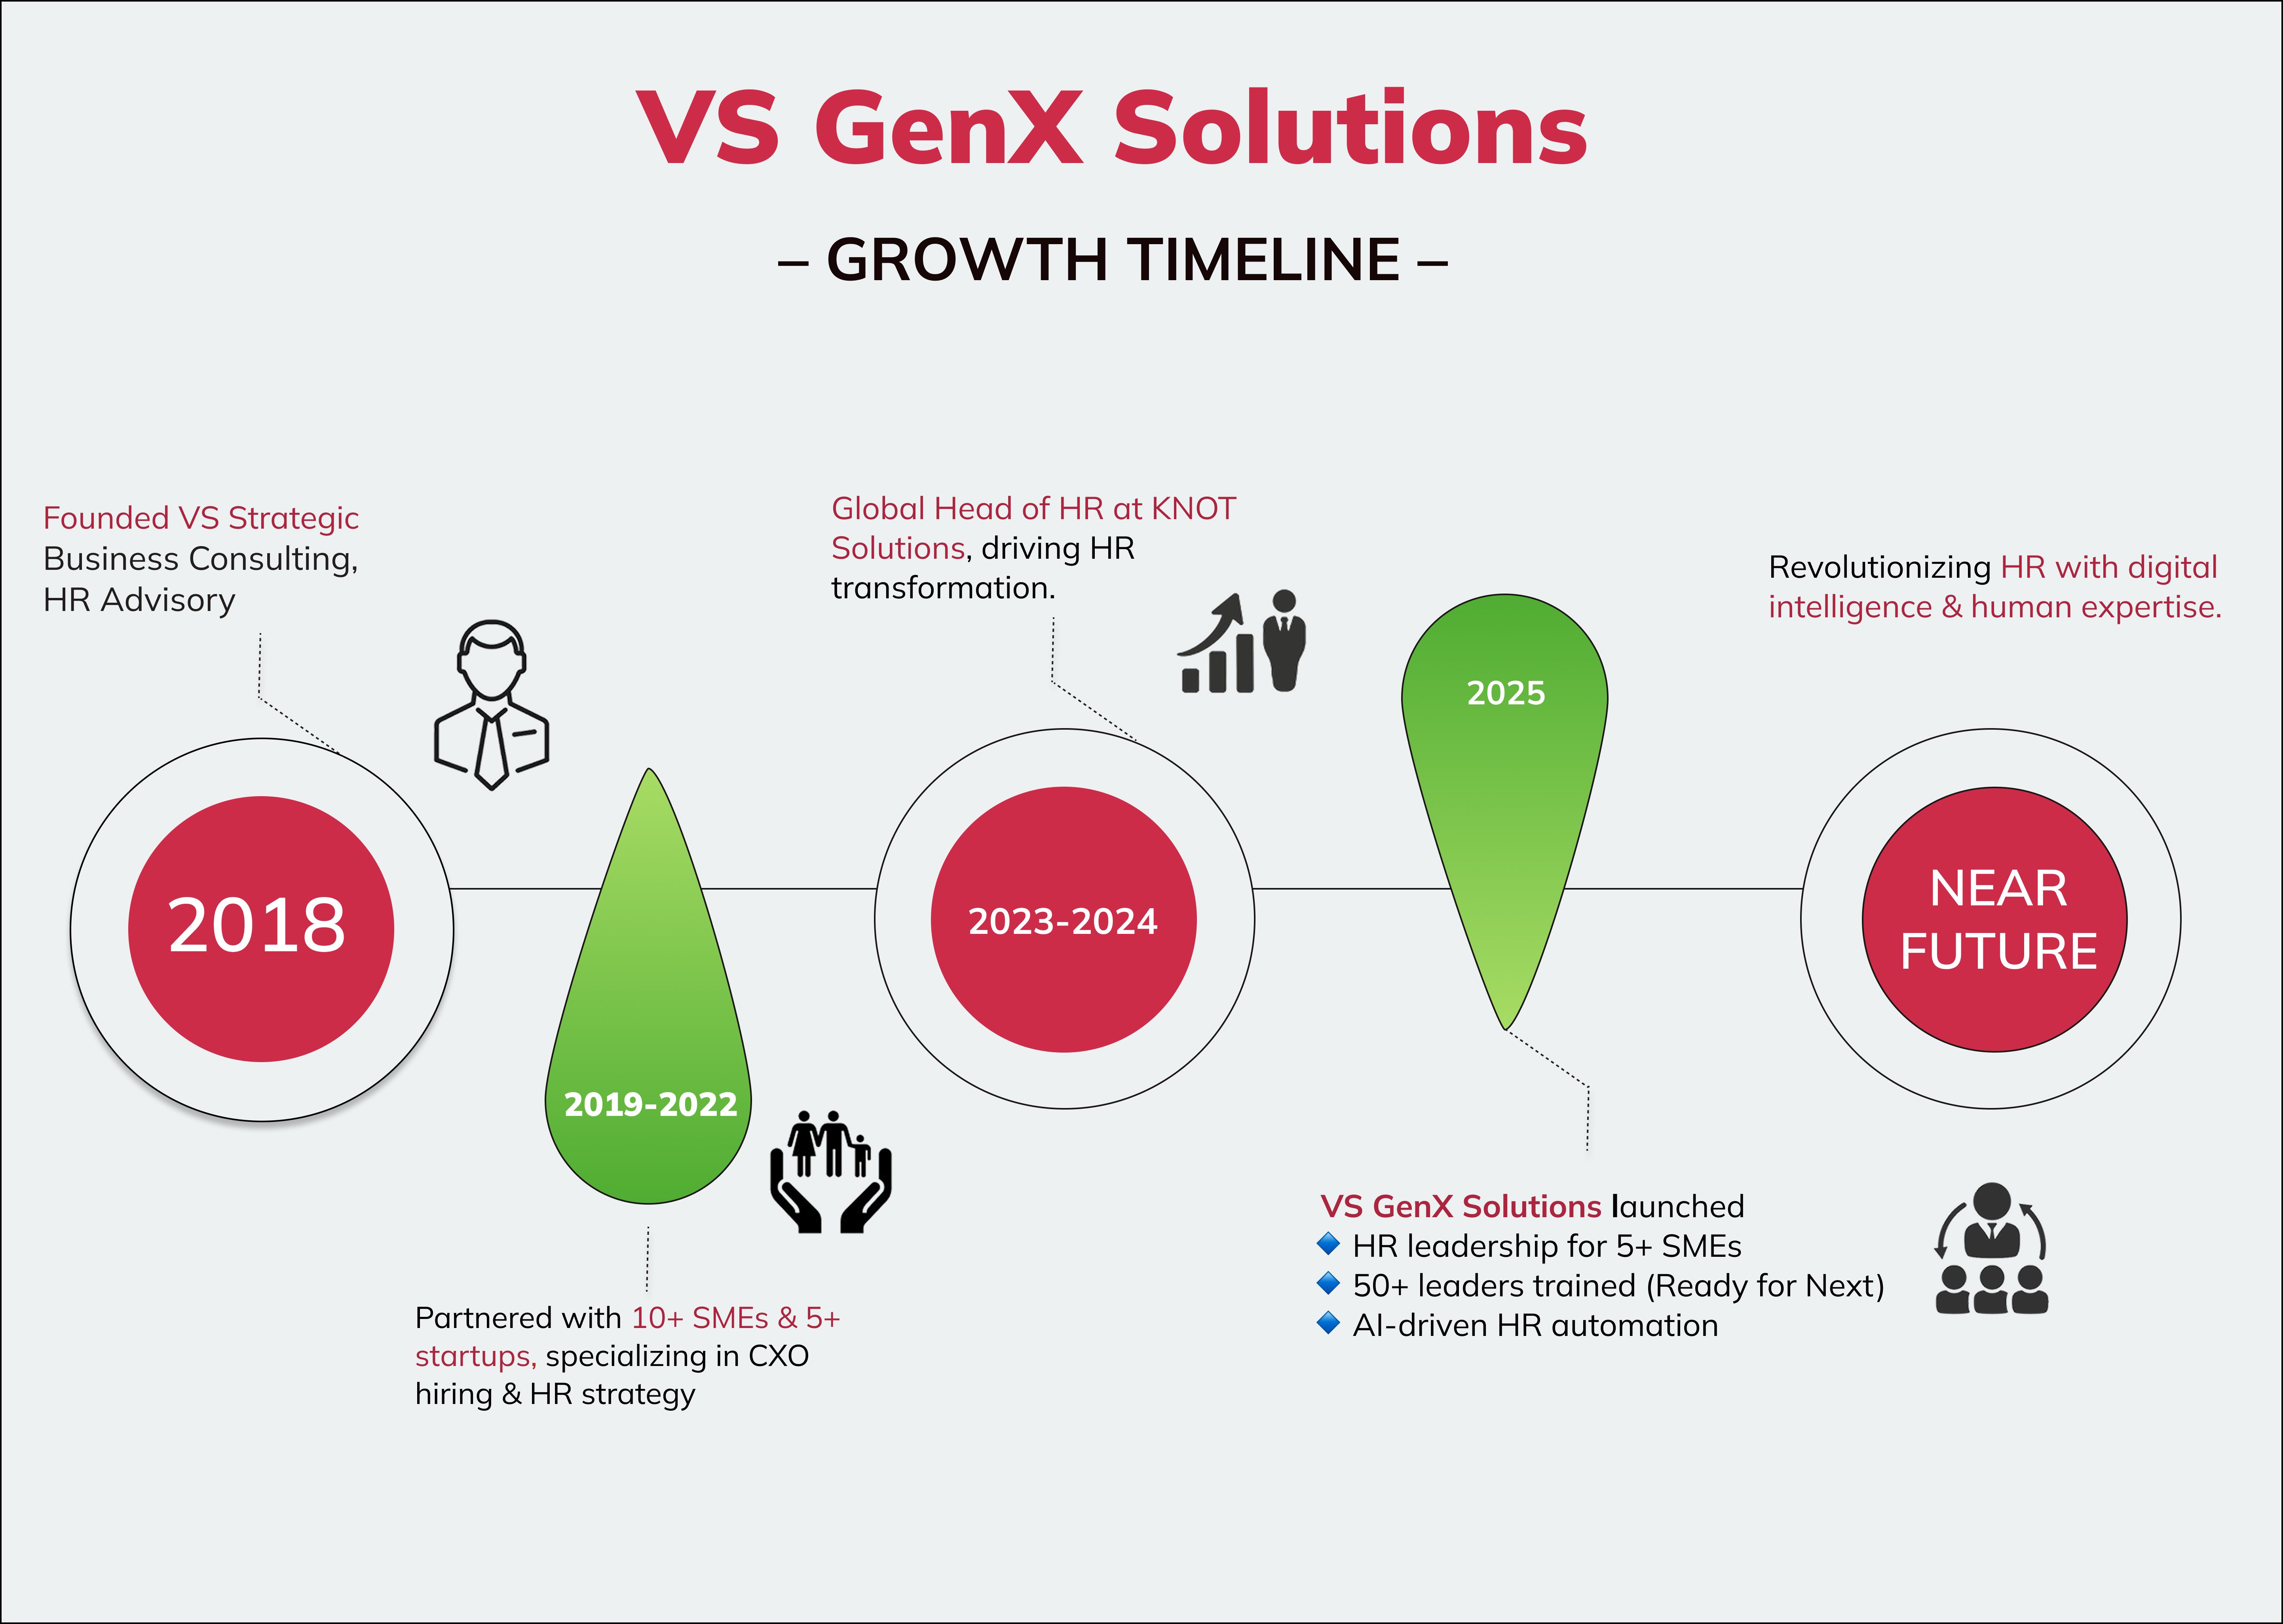 VS GenX Solutions
– GROWTH TIMELINE –
Founded VS Strategic
Business Consulting,
HR Advisory
2018
2019-2022
Partnered with 10+ SMEs & 5+
startups, specializing in CXO
hiring & HR strategy
Global Head of HR at KNOT
Solutions, driving HR
transformation.
2023-2024
2025
VS GenX Solutions launched
HR leadership for 5+ SMEs
50+ leaders trained (Ready for Next)
AI-driven HR automation
Revolutionizing HR with digital
intelligence & human expertise.
NEAR
FUTURE